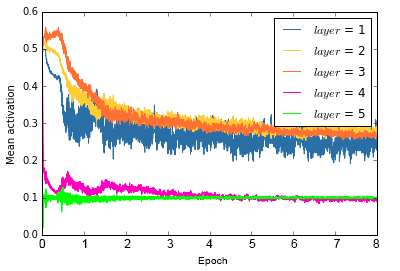 0.6
0.5
0.4
0.3
0.2
0.1
0.0
Mean activation
layer = 1
layer = 2
layer = 3
layer = 4
layer = 5
0 1 2 3 4 5 6 7 8
Epoch